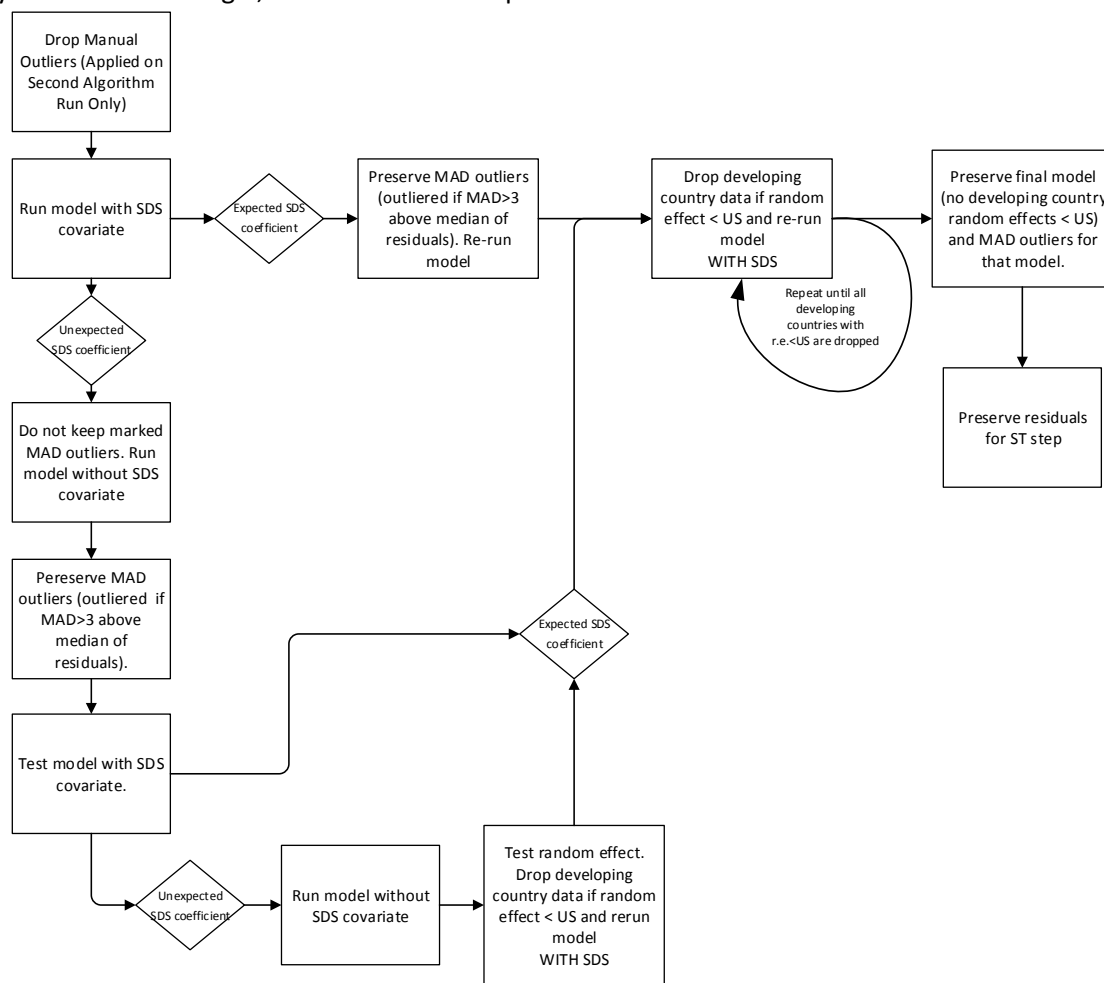 Drop Manual
Outliers (Applied on
Second Algorithm
Run Only)
Run model with SDS
covariate
Expected SDS
coefficient
Preserve MAD outliers
(outliered if MAD>3
above median of
residuals). Re-run
model
Drop developing
country data if random
effect < US and re-run
model
WITH SDS
Preserve final model
(no developing country
random effects < US)
and MAD outliers for
that model.
Repeat until all
developing
countries with
r.e.<US are dropped
Unexpected
SDS coefficient
Preserve residuals
for ST step
Do not keep marked
MAD outliers. Run
model without SDS
covariate
Pereserve MAD
outliers (outliered if
MAD>3 above
median of
residuals).
Expected SDS
coefficient
Test model with SDS
covariate.
Unexpected
SDS coefficient
Run model without
SDS covariate
Test random effect.
Drop developing
country data if random
effect < US and rerun
model
WITH SDS